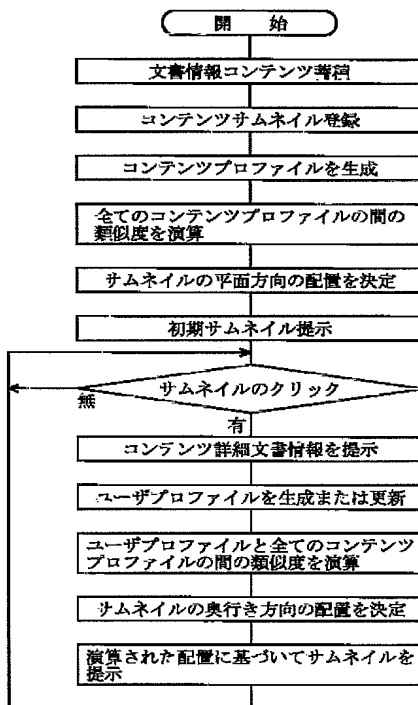 開 始
文書情報コンテンツ蓄積
コンテンツサムネイル登録
コンテンツプロファイルを生成
全てのコンテンツプロファイルの間の
類似度を演算
サムネイルの平面方向の配置を決定
初期サムネイル提示
サムネイルのクリック
無
有
コンテンツ詳細文書情報を提示
ユーザプロファイルを生成または更新
ユーザプロファイルと全てのコンテンツ
プロファイルの間の類似度を演算
サムネイルの奥行き方向の配置を決定
演算された配置に基づいてサムネイルを
提示